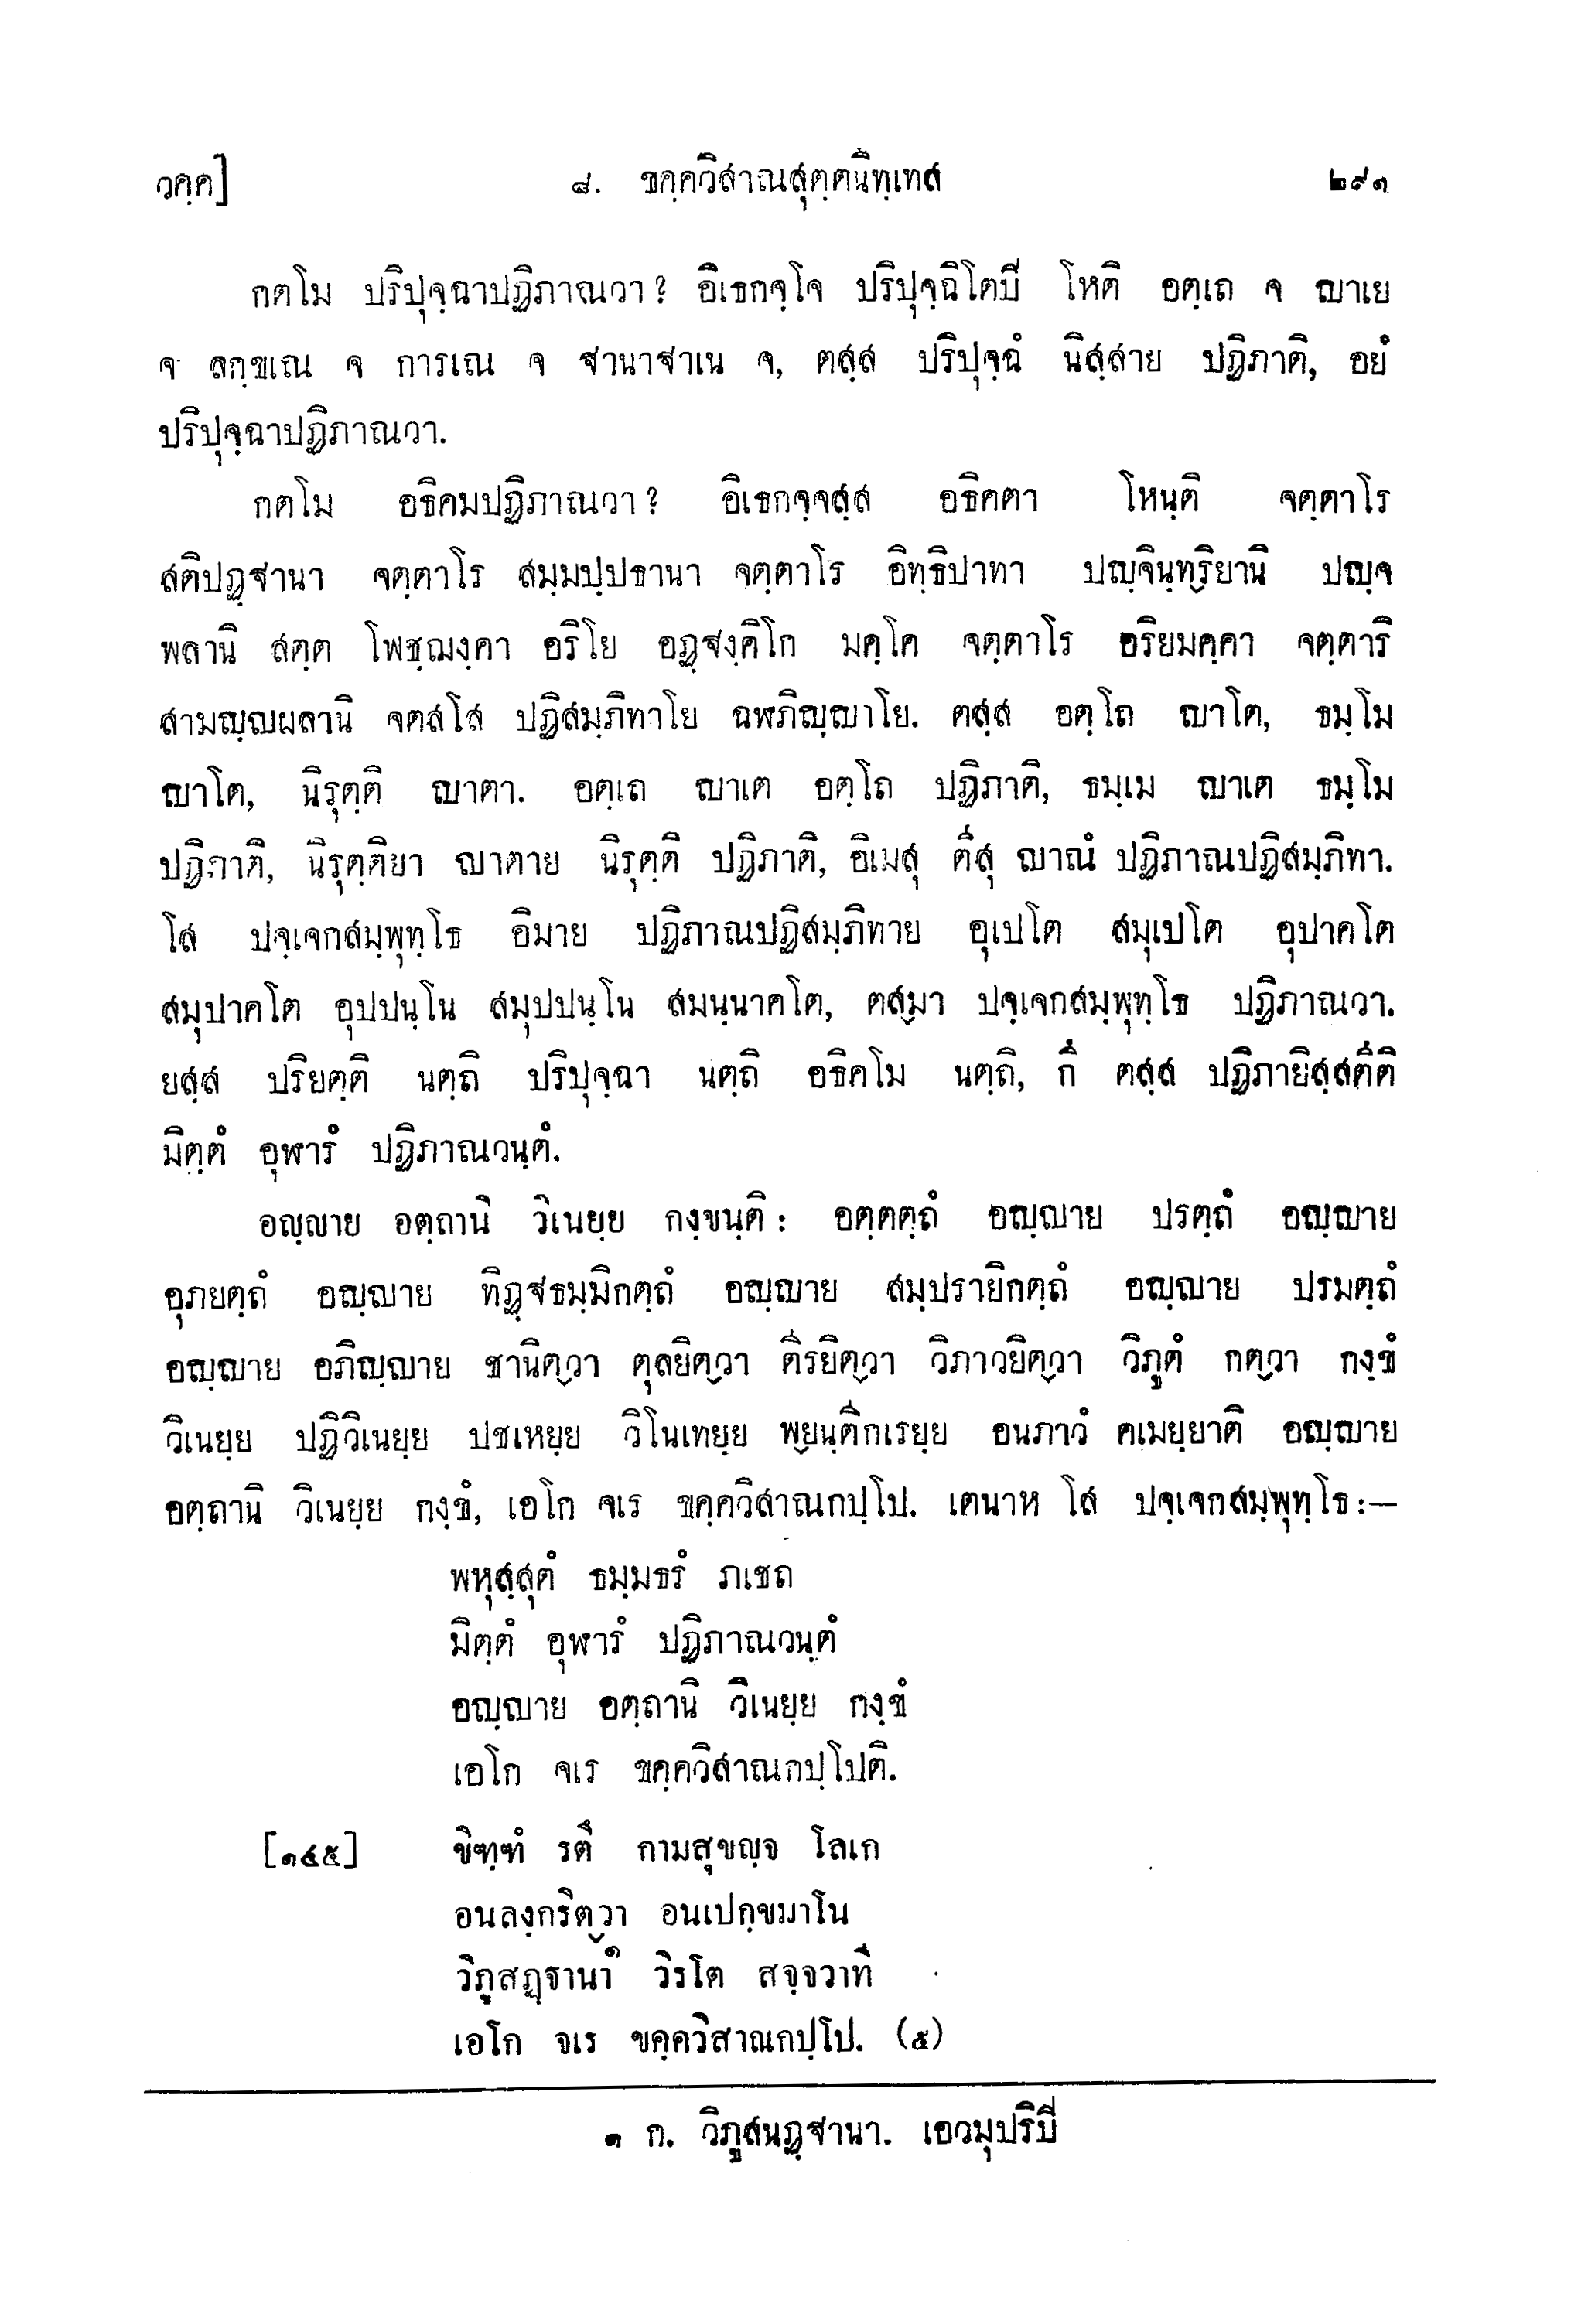 วคฺค] ๘. ขคฺควิสาณสุตฺตนิทฺเทส ๒๙๑
กตโม ปริปุจฺฉาปฏิภาณวา ? อิเธกจฺโจ ปริปุจฺฉิโตปี โหติ อตฺเถ จ ญาเย
จ ลกฺขเณ จ การเณ จ ฐานาฐาเน จ, ตสฺส ปริปุจฺฉํ นิสฺสาย ปฏิภาติ, อยํ
ปริปุจฺฉาปฏิภาณวา.
กตโม อธิคมปฏิภาณวา ? อิเธกจฺจสฺส อธิคตา โหนฺติ จตฺตาโร
สติปฏฺฐานา จตฺตาโร สมฺมปฺปธานา จตฺตาโร อิทฺธิปาทา ปญฺจินฺทฺริยานิ ปญฺจ
พลานิ สตฺต โพชฺฌงฺคา อริโย อฏฺฐงฺคิโก มคฺโค จตฺตาโร อริยมคฺคา จตฺตาริ
สามญฺญผลานิ จตสโส ปฏิสมฺภิทาโย ฉฬภิญฺญาโย. ตสฺส อตฺโถ ญาโต, ธมฺโม
ญาโต, นิรุตฺติ ญาตา. อตฺเถ ญาเต อตฺโถ ปฏิภาติ, ธมฺเม ญาเต ธมฺโม
ปฏิภาติ, นิรุตฺติยา ญาตาย นิรุตฺติ ปฏิภาติ, อิเมสุ ตีสุ ญาณํ ปฏิภาณปฏิสมฺภิทา.
โส ปจฺเจกสมฺพุทฺโธ อิมาย ปฏิภาณปฏิสมฺภิทาย อุเปโต สมุเปโต อุปาคโต
สมุปาคโต อุปปนฺโน สมุปปนฺโน สมนฺนาคโต, ตสฺมา ปจฺเจกสมฺพุทฺโธ ปฏิภาณวา.
ยสฺส ปริยตฺติ นตฺถิ ปริปุจฺฉา นตฺถิ อธิคโม นตฺถิ, กึ ตสฺส ปฏิภายิสฺสตีติ
มิตฺตํ อุฬารํ ปฏิภาณวนฺตํ.
อญฺญาย อตฺถานิ วิเนยฺย กงฺขนฺติ : อตฺตตฺถํ อญฺญาย ปรตฺถํ อญฺญาย
อุภยตฺถํ อญฺญาย ทิฏฺฐธมฺมิกตฺถํ อญฺญาย สมฺปรายิกตฺถํ อญฺญาย ปรมตฺถํ
อญฺญาย อภิญฺญาย ชานิตฺวา ตุลยิตฺวา ตีรยิตฺวา วิภาวยิตฺวา วิภูตํ กตฺวา กงฺขํ
วิเนยฺย ปฏิวิเนยฺย ปชเหยฺย วิโนเทยฺย พฺยนฺตีกเรยฺย อนภาวํ คเมยฺยาติ อญฺญาย
อตฺถานิ วิเนยฺย กงฺขํ, เอโก จเร ขคฺควิสาณกปฺโป. เตนาห โส ปจฺเจกสมฺพุทฺโธ :—
พหุสฺสุตํ ธมฺมธรํ ภเชถ
มิตฺตํ อุฬารํ ปฏิภาณวนฺตํ
อญฺญาย อตฺถานิ วิเนยฺย กงฺขํ
เอโก จเร ขคฺควิสาณกปฺโปติ.
[๑๔๕] ขิฑฺฑํ รตึ กามสุขญฺจ โลเก
อนลงฺกริตฺวา อนเปกฺขมาโน
วิภูสฏฺฐานา๑ วิรโต สจฺจวาที
เอโก จเร ขคฺควิสาณกปฺโป. (๕)
๑ ก. วิภูสนฏฺฐานา. เอวมุปริปี